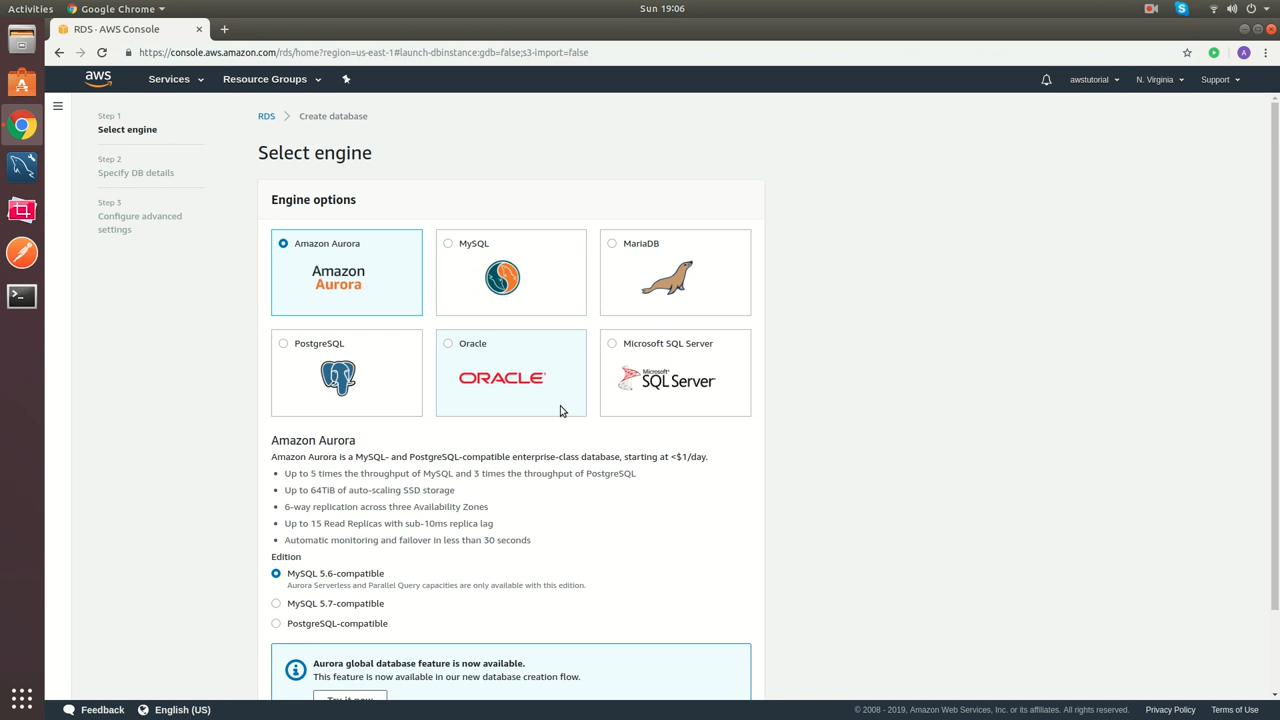 Activities
Google Chrome
Sun 19:06
RDS · AWS Console
https://console.aws.amazon.com/rds/home?region=us-east-1#launch-dbinstance:gdb=false;s3-import=false
A
aws
Services
Resource Groups
awstutorial
N. Virginia
Support
Step 1
Select engine
Step 2
Specify DB details
Step 3
Configure advanced
settings
RDS
Create database
Select engine
Engine options
Amazon Aurora
Amazon
Aurora
MySQL
MariaDB
PostgreSQL
Oracle
ORACLE
Microsoft SQL Server
Microsoft
SQL Server
Amazon Aurora
Amazon Aurora is a MySQL- and PostgreSQL-compatible enterprise-class database, starting at <$1/day.
• Up to 5 times the throughput of MySQL and 3 times the throughput of PostgreSQL
• Up to 64TiB of auto-scaling SSD storage
• 6-way replication across three Availability Zones
• Up to 15 Read Replicas with sub-10ms replica lag
• Automatic monitoring and failover in less than 30 seconds
Edition
MySQL 5.6-compatible
Aurora Serverless and Parallel Query capacities are only available with this edition.
MySQL 5.7-compatible
PostgreSQL-compatible
Aurora global database feature is now available.
This feature is now available in our new database creation flow.
Try it now
Feedback
English (US)
© 2008 - 2019, Amazon Web Services, Inc. or its affiliates. All rights reserved.
Privacy Policy
Terms of Use